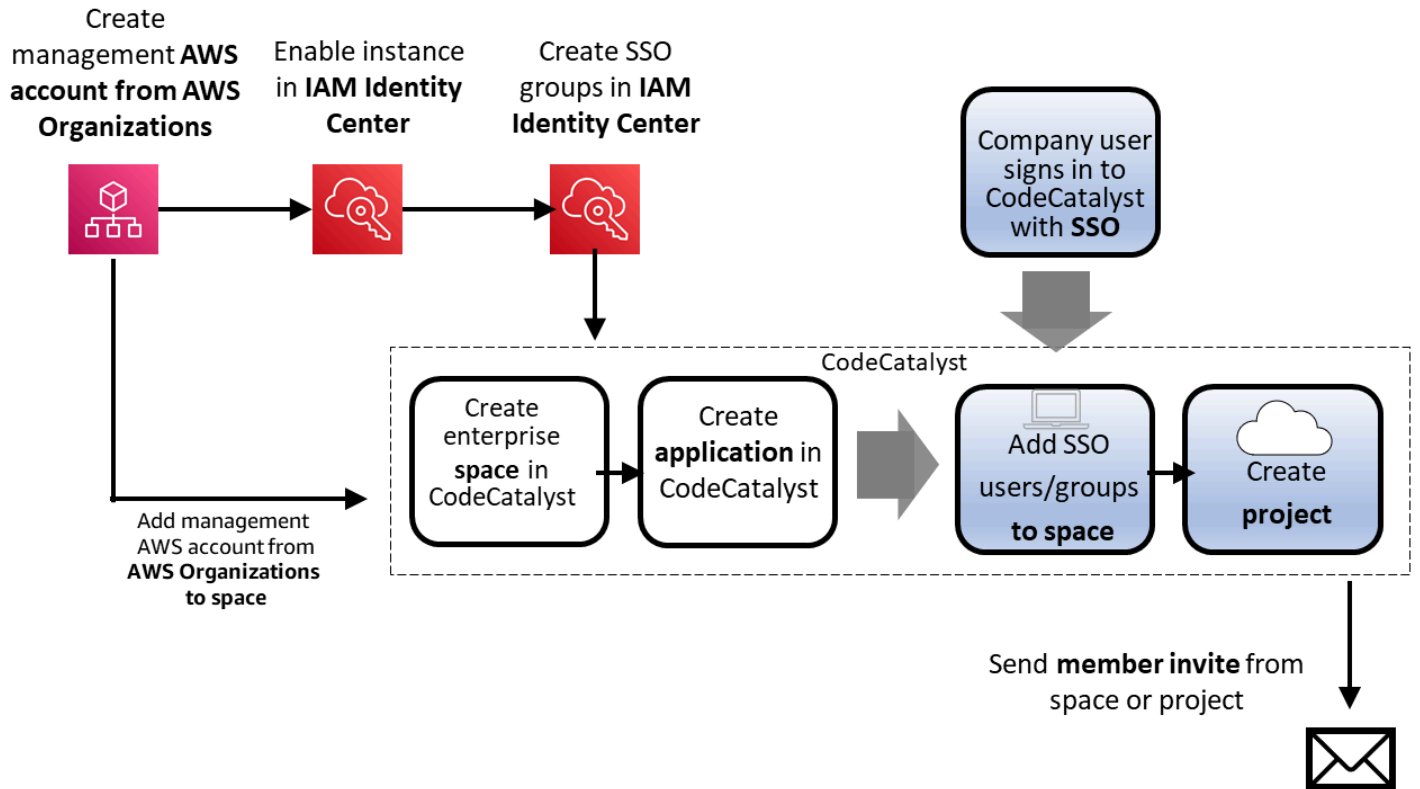 Create
management AWS
account from AWS
Organizations
Enable instance
in IAM Identity
Center
Create SSO
groups in IAM
Identity Center
Company user
signs in to
CodeCatalyst
with SSO
CodeCatalyst
Create
enterprise
space in
CodeCatalyst
Create
application in
CodeCatalyst
Add SSO
users/groups
to space
Create
project
Add management
AWS account from
AWS Organizations
to space
Send member invite from
space or project